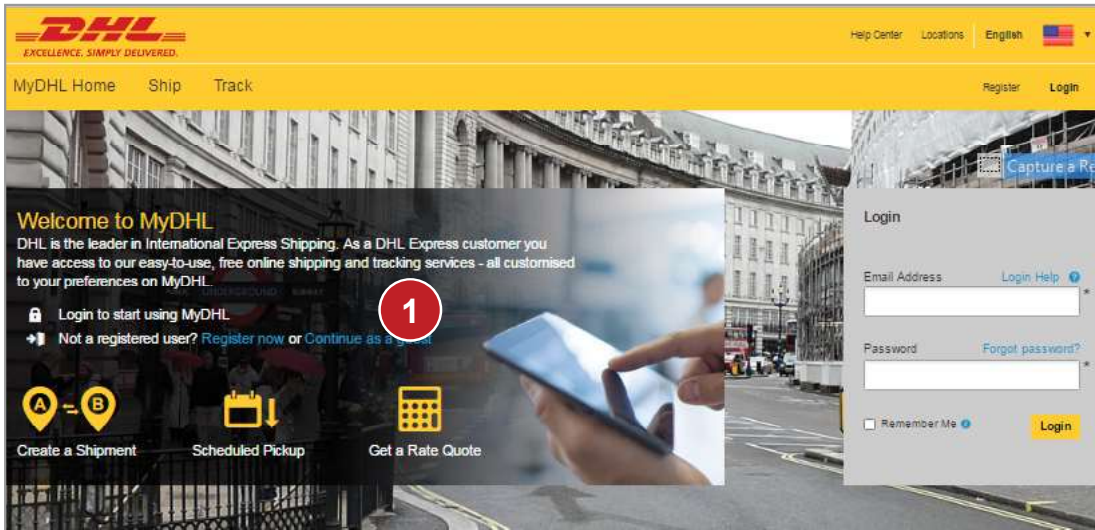 DHL
EXCELLENCE. SIMPLY DELIVERED.
Help Center Locations English
MyDHL Home Ship Track
Register Login
Capture a Re
Welcome to MyDHL
DHL is the leader in International Express Shipping. As a DHL Express customer you
have access to our easy-to-use, free online shipping and tracking services - all customised
to your preferences on MyDHL.
UNDERGROUND
1
Login to start using MyDHL
Not a registered user? Register now or Continue as a guest
A B
Create a Shipment Scheduled Pickup Get a Rate Quote
Login
Email Address Login Help ?
*
Password Forgot password?
*
Remember Me
Login